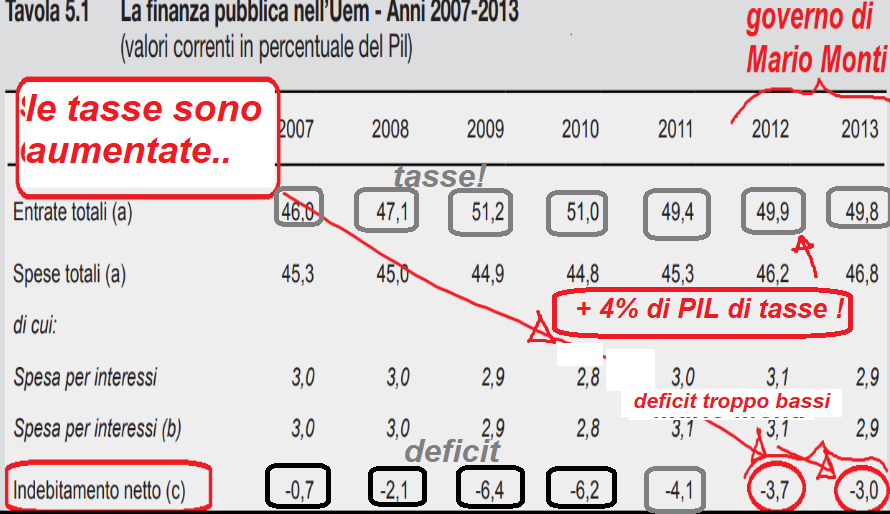 Tavola 5.1 La finanza pubblica nell'Uem - Anni 2007-2013
(valori correnti in percentuale del Pil)
governo di
Mario Monti
le tasse sono
aumentate..
2007 2008 2009 2010 2011 2012 2013
tasse!
Entrate totali (a) 46,0 47,1 51,2 51,0 49,4 49,9 49,8
Spese totali (a) 45,3 45,0 44,9 44,8 45,3 46,2 46,8
di cui:
+ 4% di PIL di tasse !
Spesa per interessi 3,0 3,0 2,9 2,8 3,0 3,1 2,9
deficit troppo bassi
Spesa per interessi (b) 3,0 3,0 2,9 2,8 3,1 3,1 2,9
deficit
Indebitamento netto (c) -0,7 -2,1 -6,4 -6,2 -4,1 -3,7 -3,0